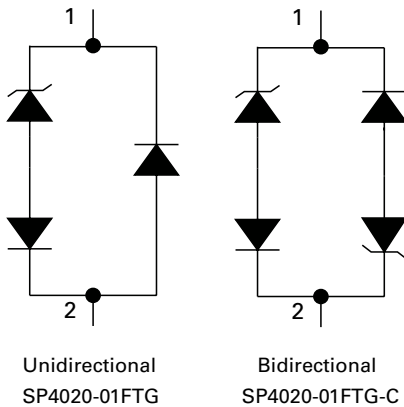 1 1
2 2
Unidirectional Bidirectional
SP4020-01FTG SP4020-01FTG-C